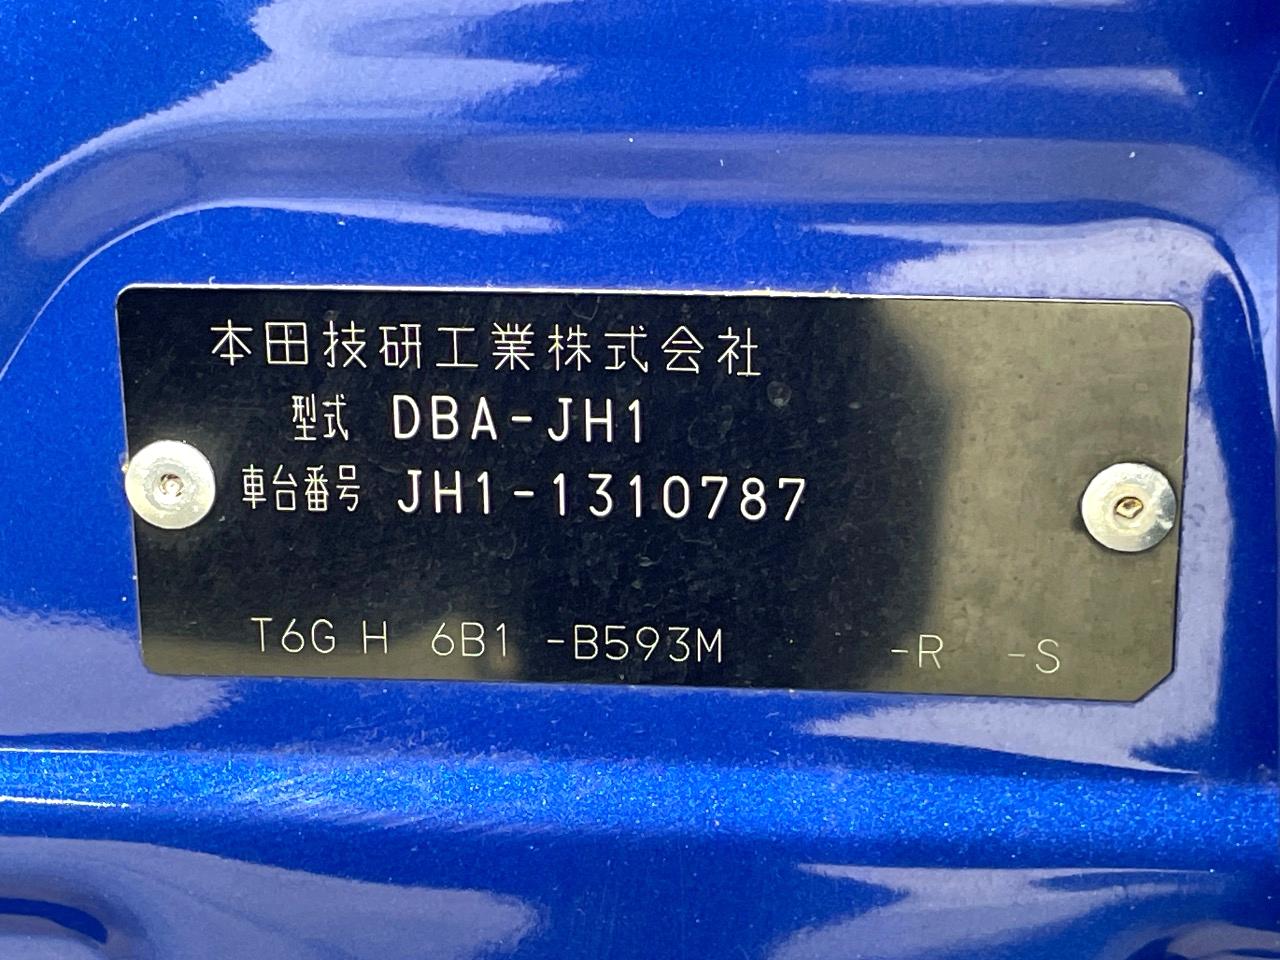 本田技研工業株式会社
型式 DBA-JH1
車台番号 JH1-1310787
T6G H 6B1 -B593M -R -S